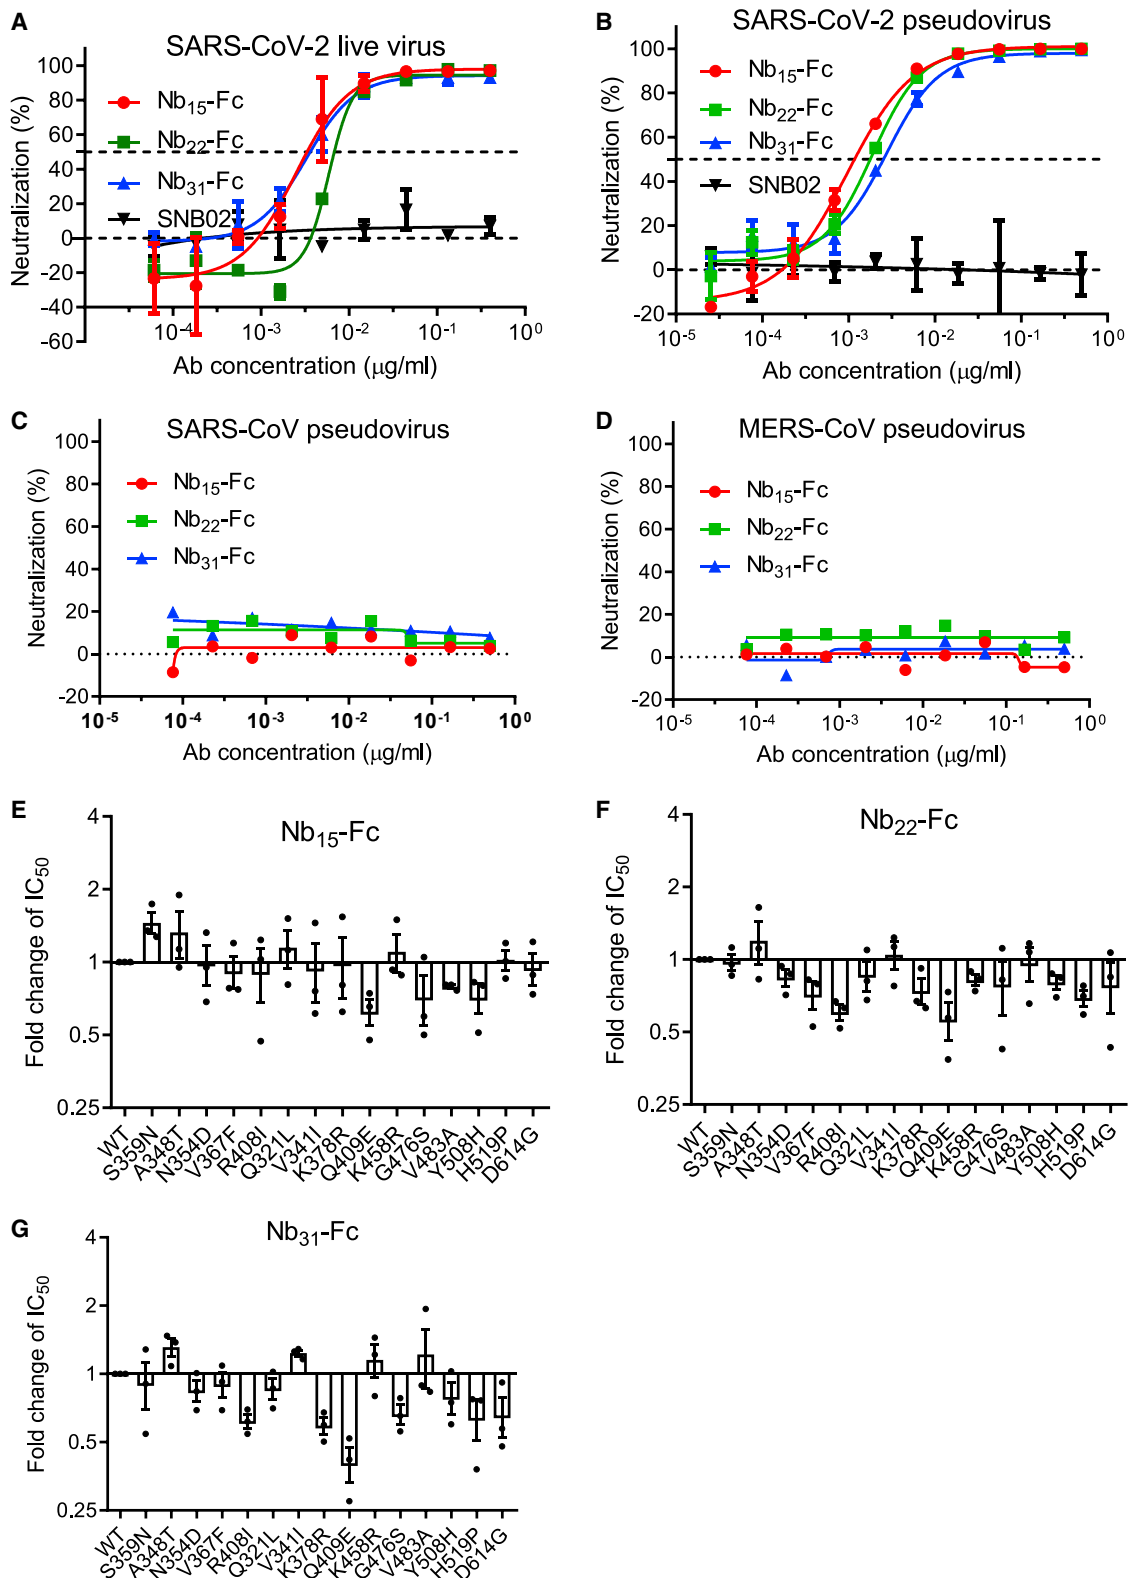 A
SARS-CoV-2 live virus
Neutralization (%)
100
80
60
40
20
0
-20
-40
-60
Nb15-Fc
Nb22-Fc
Nb31-Fc
SNB02
10-4
10-3
10-2
10-1
100
Ab concentration (μg/ml)
B
SARS-CoV-2 pseudovirus
Neutralization (%)
100
80
60
40
20
0
-20
Nb15-Fc
Nb22-Fc
Nb31-Fc
SNB02
10-5
10-4
10-3
10-2
10-1
100
Ab concentration (μg/ml)
C
SARS-CoV pseudovirus
Neutralization (%)
100
80
60
40
20
0
-20
Nb15-Fc
Nb22-Fc
Nb31-Fc
10-5
10-4
10-3
10-2
10-1
100
Ab concentration (μg/ml)
D
MERS-CoV pseudovirus
Neutralization (%)
100
80
60
40
20
0
-20
Nb15-Fc
Nb22-Fc
Nb31-Fc
10-5
10-4
10-3
10-2
10-1
100
Ab concentration (μg/ml)
E
Nb15-Fc
Fold change of IC50
4
2
1
0.5
0.25
WT
S359N
A348T
N354D
V367F
R408I
Q321L
V341I
K378R
Q409E
K458R
G476S
V483A
Y508H
H519P
D614G
F
Nb22-Fc
Fold change of IC50
4
2
1
0.5
0.25
WT
S359N
A348T
N354D
V367F
R408I
Q321L
V341I
K378R
Q409E
K458R
G476S
V483A
Y508H
H519P
D614G
G
Nb31-Fc
Fold change of IC50
4
2
1
0.5
0.25
WT
S359N
A348T
N354D
V367F
R408I
Q321L
V341I
K378R
Q409E
K458R
G476S
V483A
Y508H
H519P
D614G